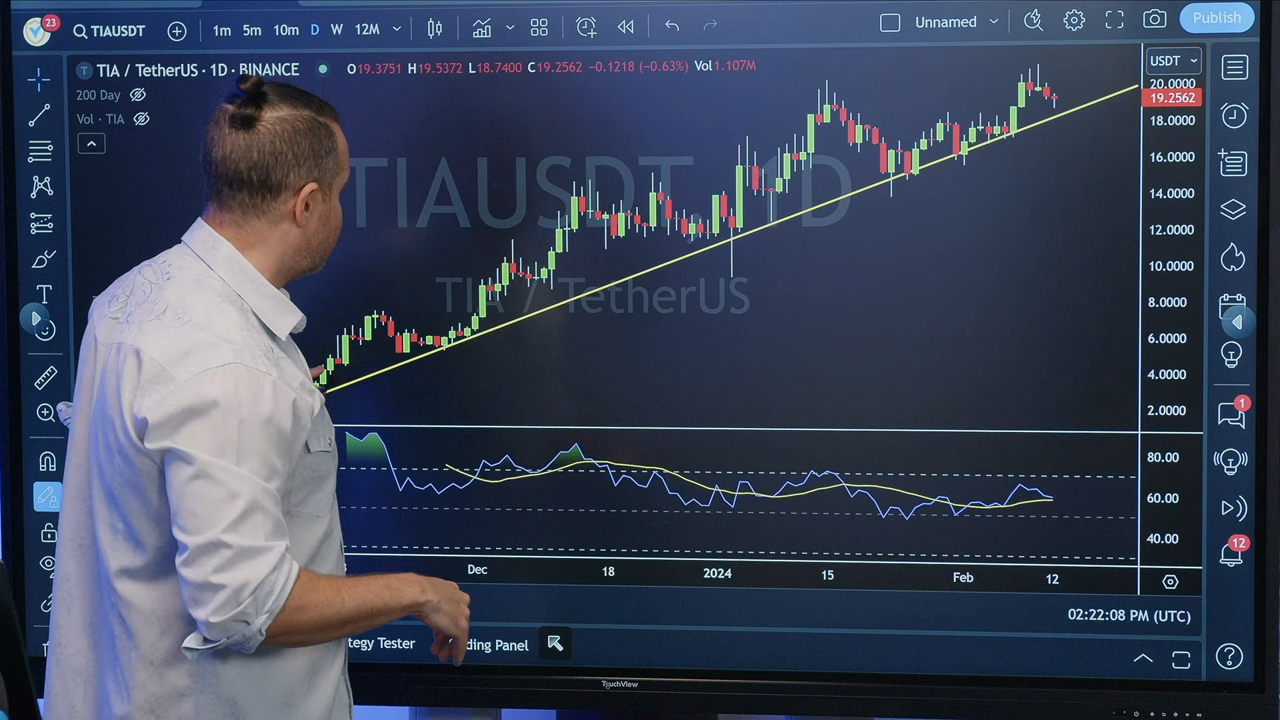 23
TIAUSDT
1m 5m 10m D W 12M
Unnamed
Publish
TIA / TetherUS · 1D · BINANCE
O19.3751 H19.5372 L18.7400 C19.2562 −0.1218 (−0.63%) Vol1.107M
USDT
200 Day
Vol · TIA
TIAUSDT, 1D
TIA / TetherUS
20.0000
19.2562
18.0000
16.0000
14.0000
12.0000
10.0000
8.0000
6.0000
4.0000
2.0000
80.00
60.00
40.00
1
12
Dec 18 2024 15 Feb 12
02:22:08 PM (UTC)
tegy Tester
ding Panel
TouchView